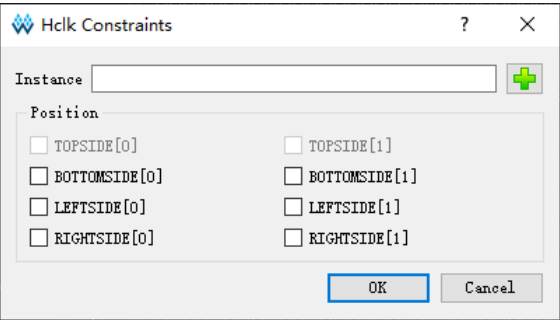 Hclk Constraints
Instance
Position
TOPSIDE[0] TOPSIDE[1]
BOTTOMSIDE[0] BOTTOMSIDE[1]
LEFTSIDE[0] LEFTSIDE[1]
RIGHTSIDE[0] RIGHTSIDE[1]
OK Cancel